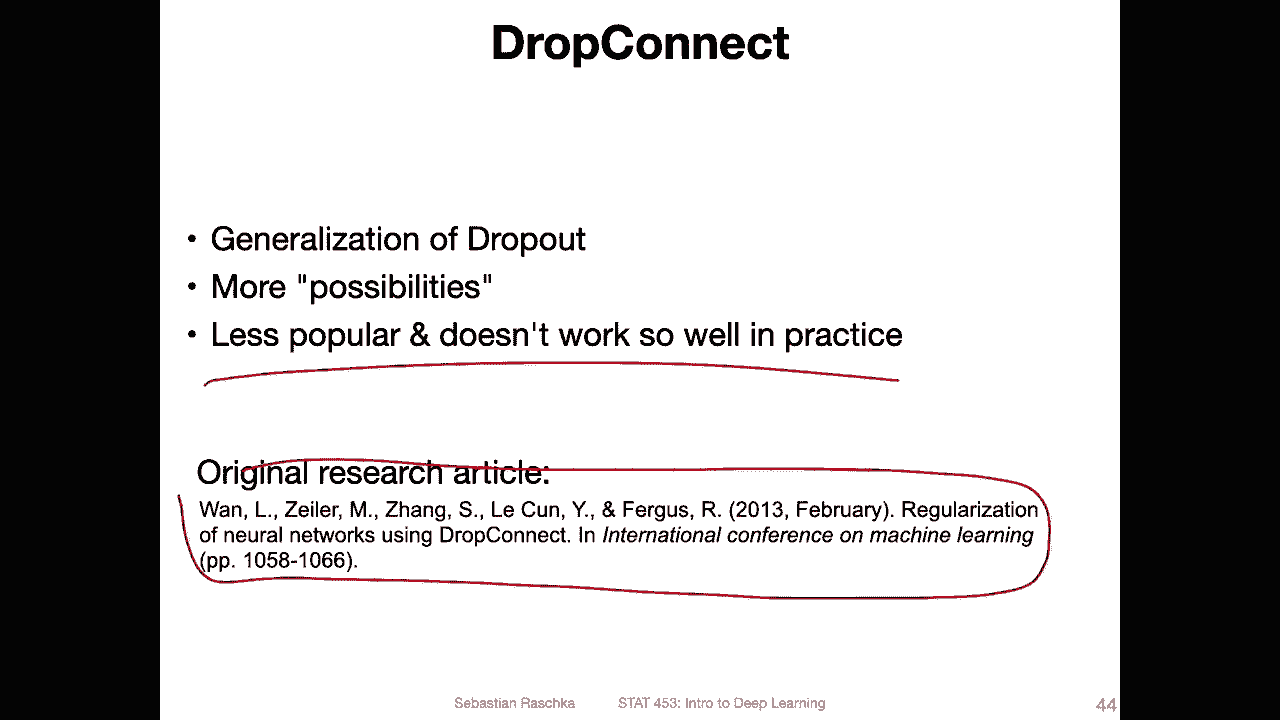 DropConnect
• Generalization of Dropout
• More "possibilities"
• Less popular & doesn't work so well in practice
Original research article:
Wan, L., Zeiler, M., Zhang, S., Le Cun, Y., & Fergus, R. (2013, February). Regularization
of neural networks using DropConnect. In International conference on machine learning
(pp. 1058-1066).
Sebastian Raschka STAT 453: Intro to Deep Learning 44